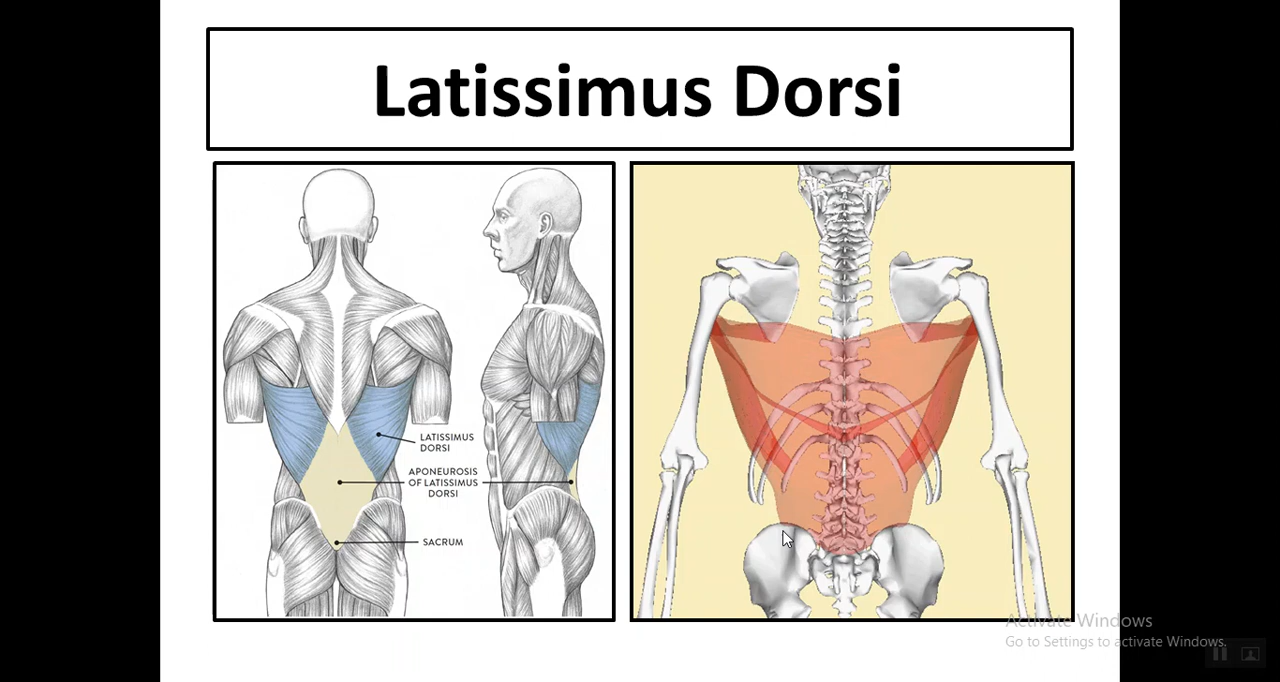 Latissimus Dorsi
LATISSIMUS
DORSI
APONEUROSIS
OF LATISSIMUS
DORSI
SACRUM
Activate Windows
Go to Settings to activate Windows.